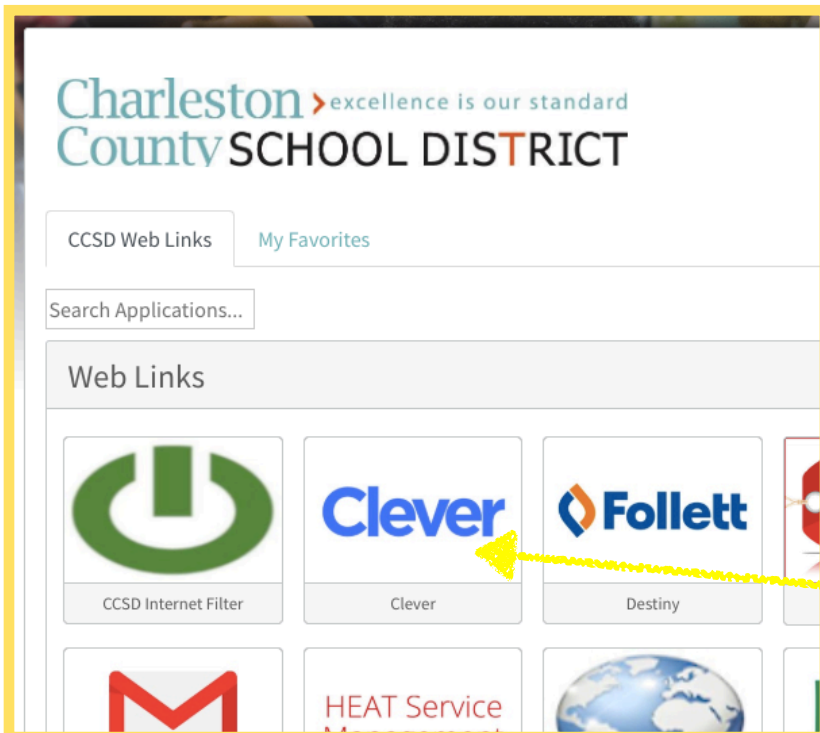 Charleston > excellence is our standard
County SCHOOL DISTRICT
CCSD Web Links My Favorites
Search Applications...
Web Links
Clever Follett
CCSD Internet Filter Clever Destiny
HEAT Service
Management